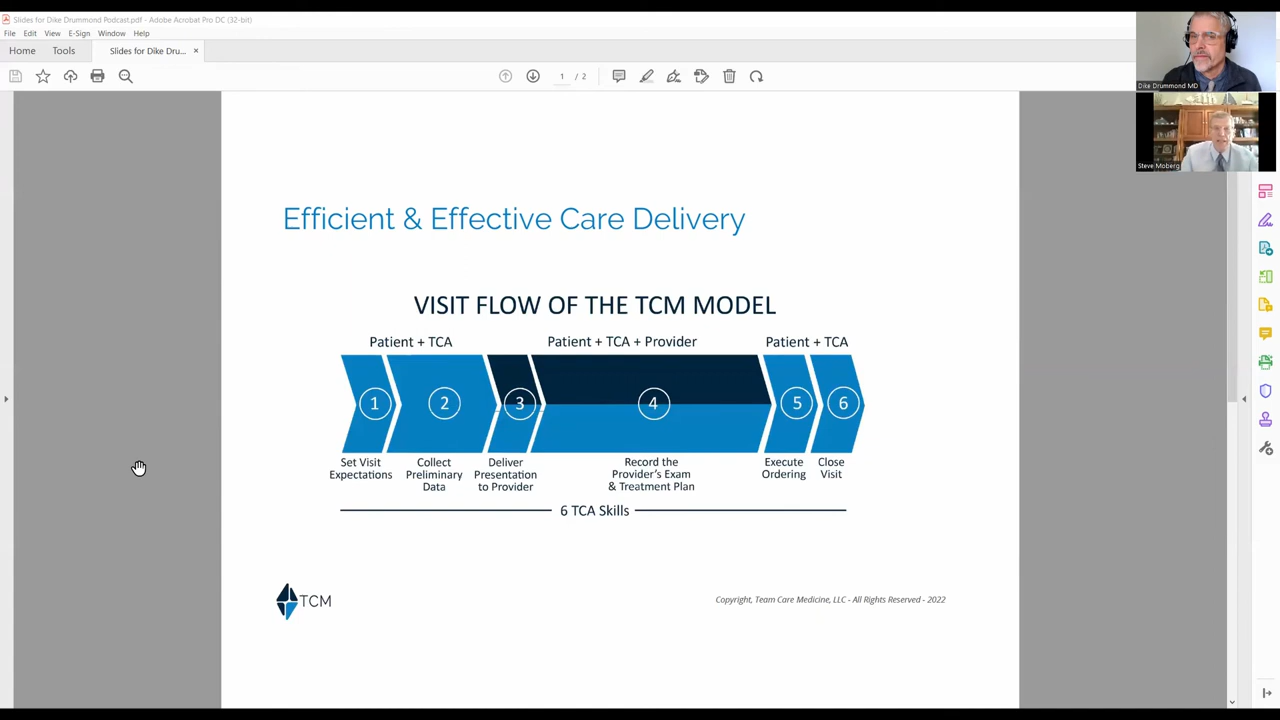 Slides for Dike Drummond Podcast.pdf - Adobe Acrobat Pro DC (32-bit)
File Edit View E-Sign Window Help
Home Tools Slides for Dike Dru... ×
1 / 2
Dike Drummond MD
Steve Moberg
Efficient & Effective Care Delivery
VISIT FLOW OF THE TCM MODEL
Patient + TCA
Patient + TCA + Provider
Patient + TCA
1 2 3 4 5 6
Set Visit
Expectations
Collect
Preliminary
Data
Deliver
Presentation
to Provider
Record the
Provider's Exam
& Treatment Plan
Execute
Ordering
Close
Visit
6 TCA Skills
TCM
Copyright, Team Care Medicine, LLC - All Rights Reserved - 2022